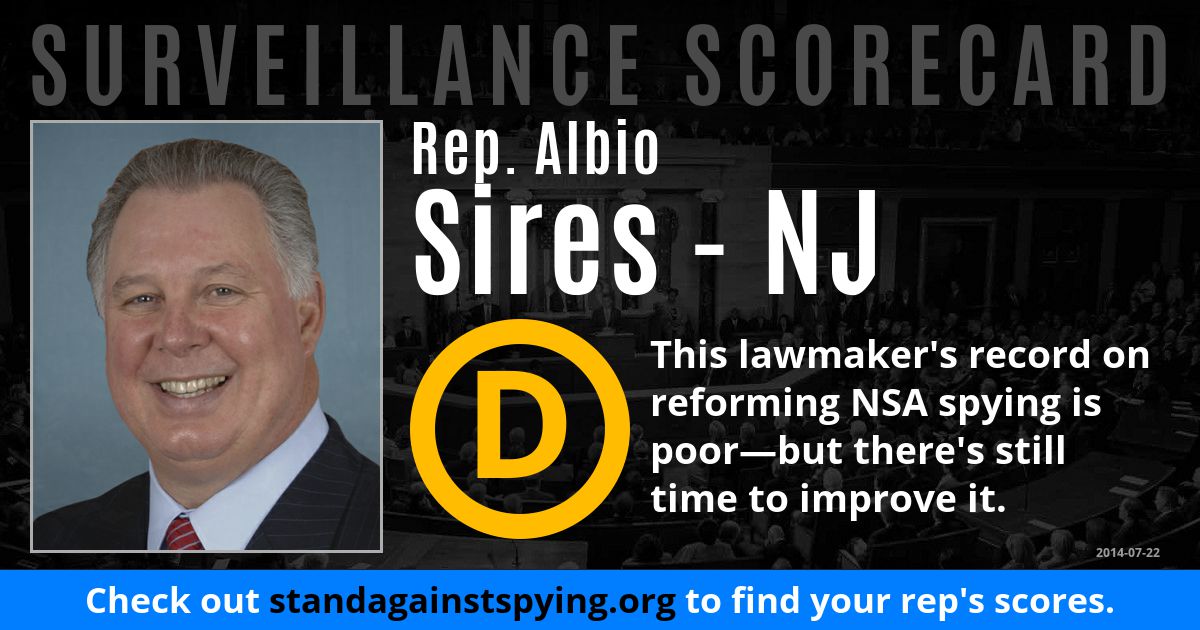 SURVEILLANCE SCORECARD
Rep. Albio
Sires - NJ
D
This lawmaker's record on
reforming NSA spying is
poor—but there's still
time to improve it.
2014-07-22
Check out standagainstspying.org to find your rep's scores.